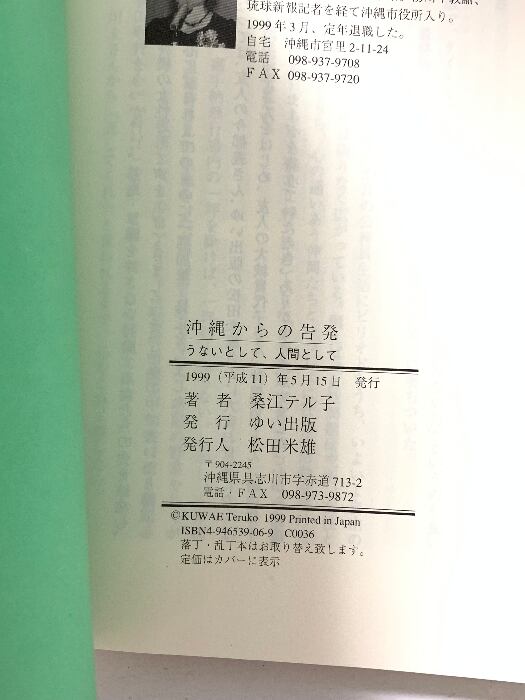 琉球新報記者を経て沖縄市役所入り。
1999年3月、定年退職した。
自宅 沖縄市宮里2-11-24
電話 098-937-9708
FAX 098-937-9720
沖縄からの告発
うないとして、人間として
1999（平成11）年5月15日 発行
著者 桑江テル子
発行 ゆい出版
発行人 松田米雄
〒904-2245
沖縄県具志川市字赤道713-2
電話・FAX 098-973-9872
©KUWAE Teruko 1999 Printed in Japan
ISBN4-946539-06-9 C0036
落丁・乱丁本はお取り替え致します。
定価はカバーに表示